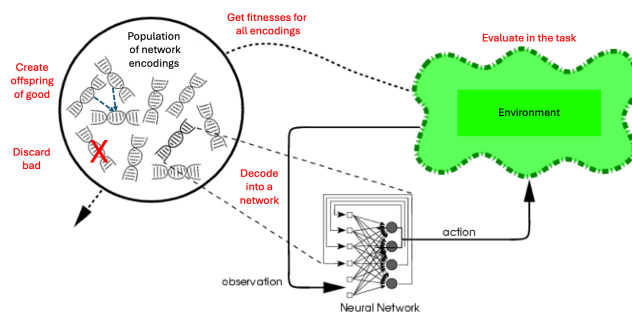 Get fitnesses for
all encodings
Evaluate in the task
Population
of network
encodings
Create
offspring
of good
Environment
Discard
bad
X
Decode
into a
network
action
observation
Neural Network